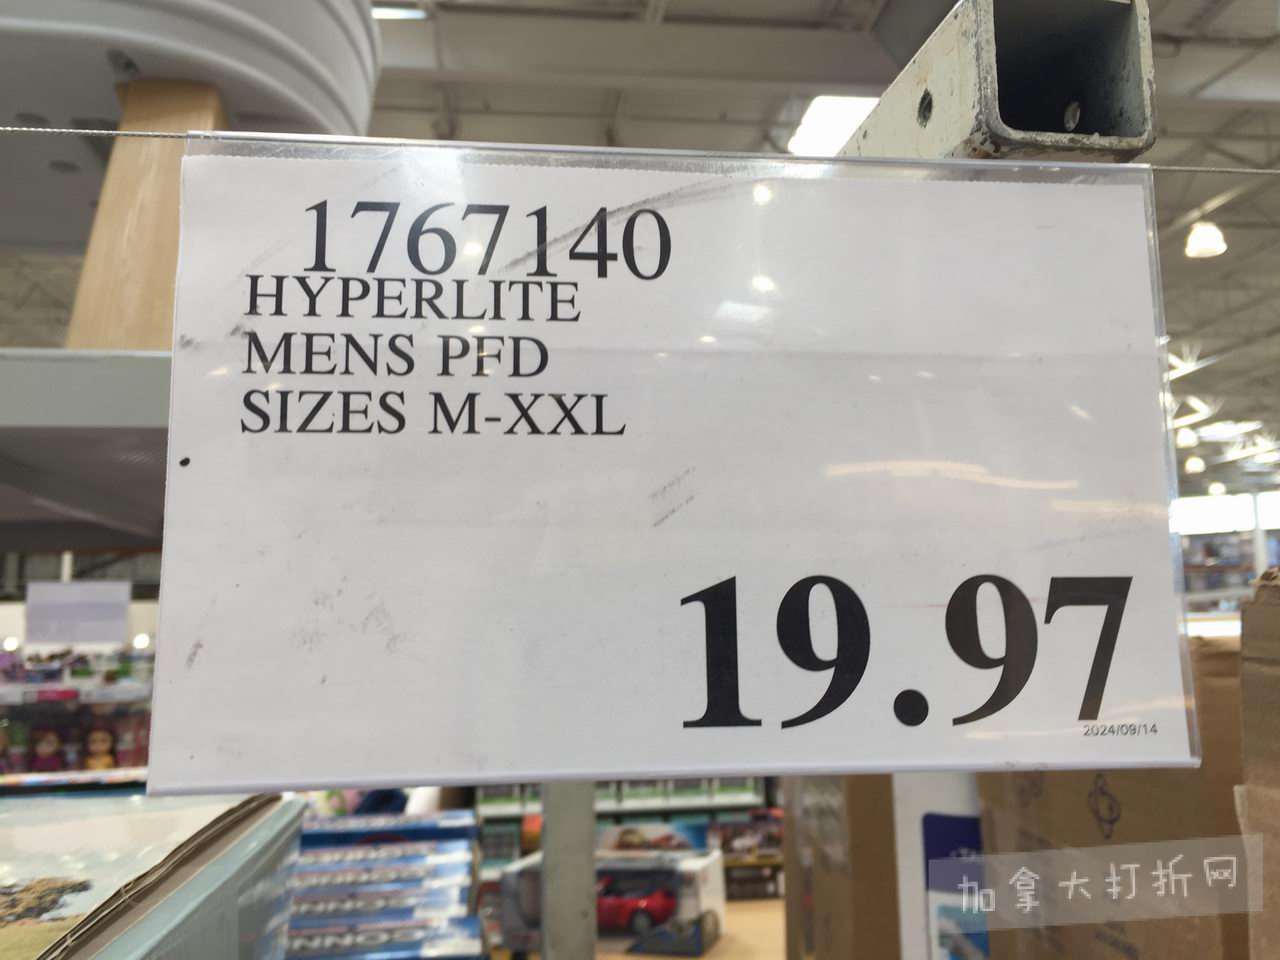 1767140
HYPERLITE
MENS PFD
SIZES M-XXL
19.97
2024/09/14
加拿大打折网